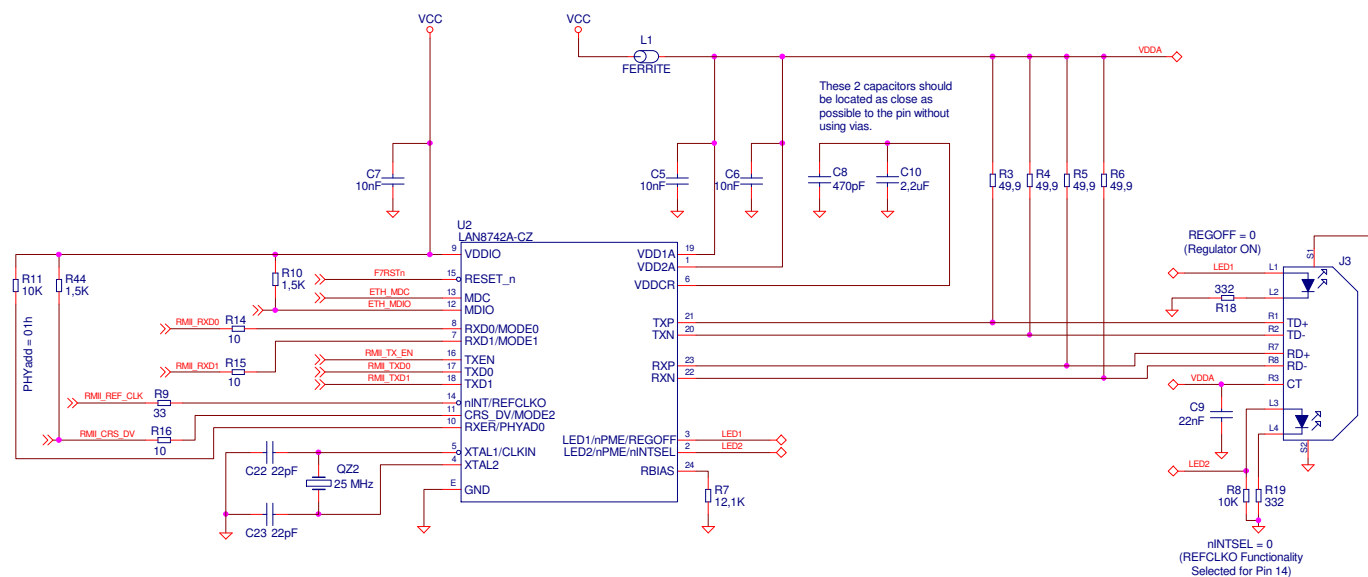 VCC
VCC
L1
FERRITE
VDDA
These 2 capacitors should
be located as close as
possible to the pin without
using vias.
C7
10nF
C5
10nF
C6
10nF
C8
470pF
C10
2,2uF
R3
49,9
R4
49,9
R5
49,9
R6
49,9
U2
LAN8742A-CZ
R11
10K
R44
1,5K
R10
1,5K
PHYadd = 01h
F7RSTn
ETH_MDC
ETH_MDIO
RMII_RXD0
R14
10
RMII_RXD1
R15
10
RMII_TX_EN
RMII_TXD0
RMII_TXD1
RMII_REF_CLK
R9
33
RMII_CRS_DV
R16
10
C22 22pF
QZ2
25 MHz
C23 22pF
9 VDDIO
15 RESET_n
13 MDC
12 MDIO
8 RXD0/MODE0
7 RXD1/MODE1
16 TXEN
17 TXD0
18 TXD1
14 nINT/REFCLKO
11 CRS_DV/MODE2
10 RXER/PHYAD0
5 XTAL1/CLKIN
4 XTAL2
E GND
VDD1A 19
VDD2A 1
VDDCR 6
TXP 21
TXN 20
RXP 23
RXN 22
LED1/nPME/REGOFF 3
LED2/nPME/nINTSEL 2
RBIAS 24
LED1
LED2
R7
12,1K
REGOFF = 0
(Regulator ON)
LED1
332
R18
VDDA
C9
22nF
LED2
R8
10K
R19
332
J3
S1
L1
L2
R1 TD+
R2 TD-
R7 RD+
R8 RD-
R3 CT
L3
L4
S2
nINTSEL = 0
(REFCLKO Functionality
Selected for Pin 14)